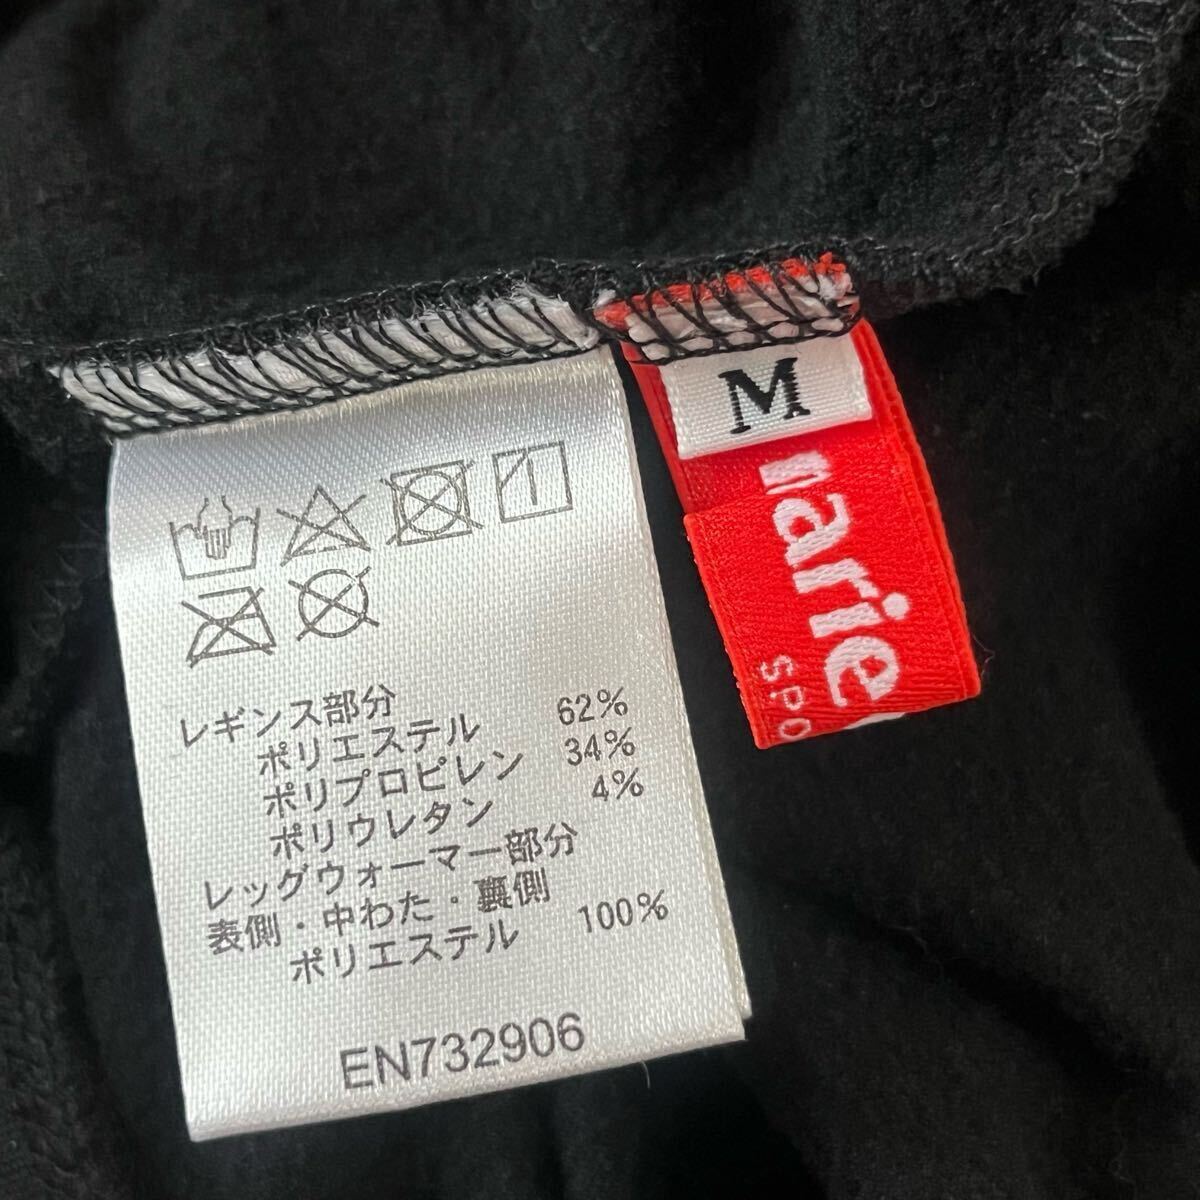 レギンス部分
ポリエステル 62%
ポリプロピレン 34%
ポリウレタン 4%
レッグウォーマー部分
表側・中わた・裏側
ポリエステル 100%
EN732906
M
marie
SPO